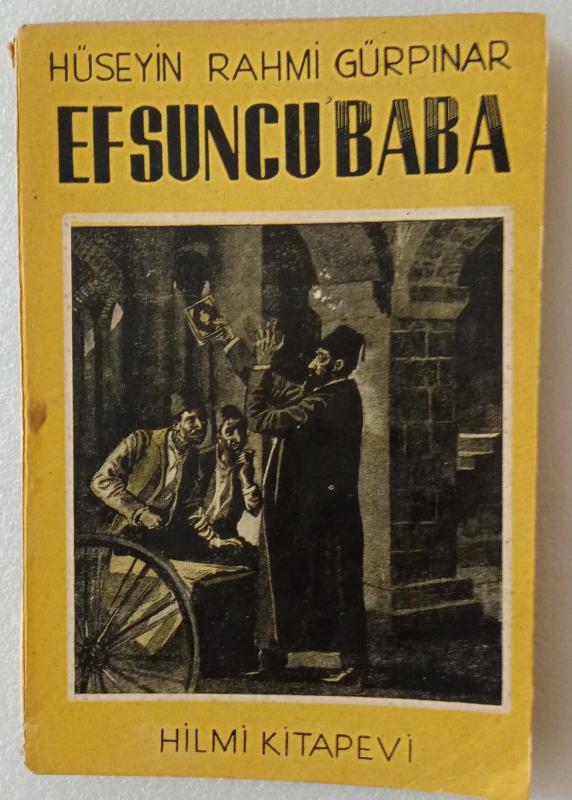 HÜSEYİN RAHMİ GÜRPINAR
EFSUNCU'BABA
HİLMİ KİTAPEVİ